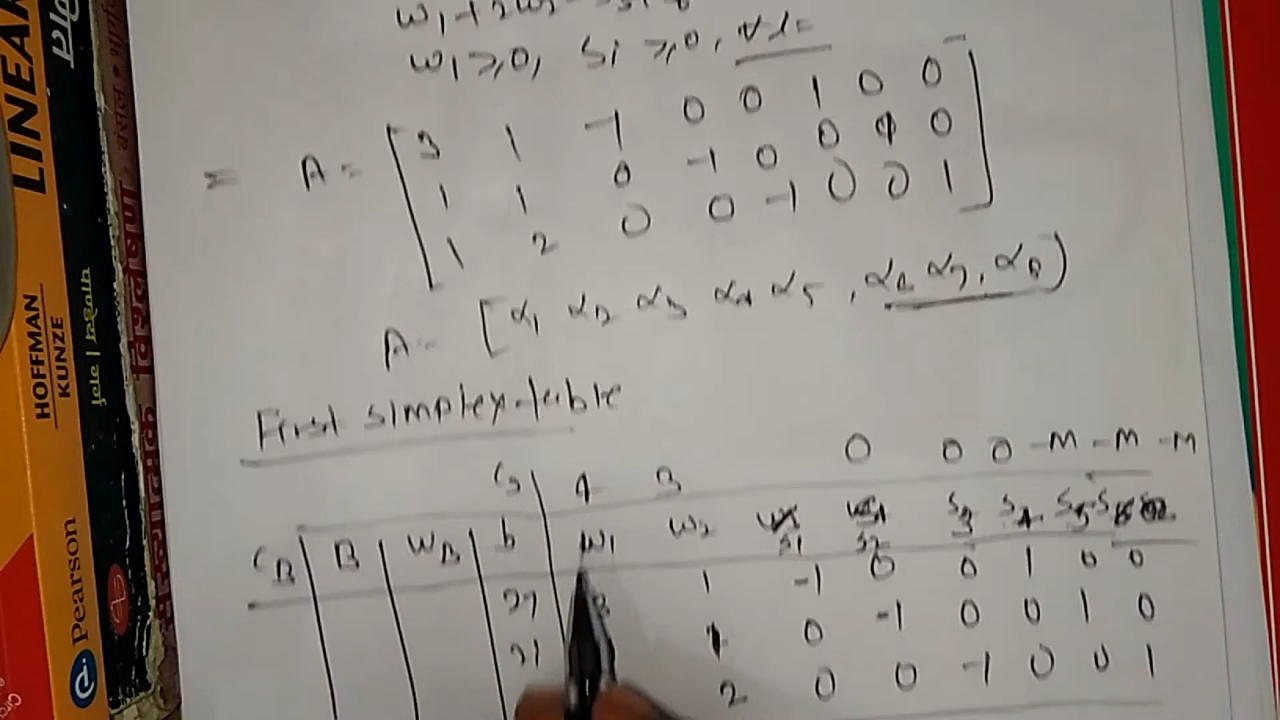 w₁ ≥ 0, Si ≥ 0, ∀ i =
= A = [ 3 1 -1 0 0 1 0 0
1 1 0 -1 0 0 1 0
1 2 0 0 -1 0 0 1 ]
A = [ α₁ α₂ α₃ α₄ α₅ , α₆ α₇, α₈ )
First simplex-table
Cj 0 0 0 -M -M -M
CB B WB b w₁ w₂ S₁ S₂ S₃ S₄ S₅
27 3 1 -1 0 0 1 0 0
21 1 0 -1 0 0 1 0
2 0 0 -1 0 0 1
LINEAR
HOFFMAN
KUNZE
Pearson